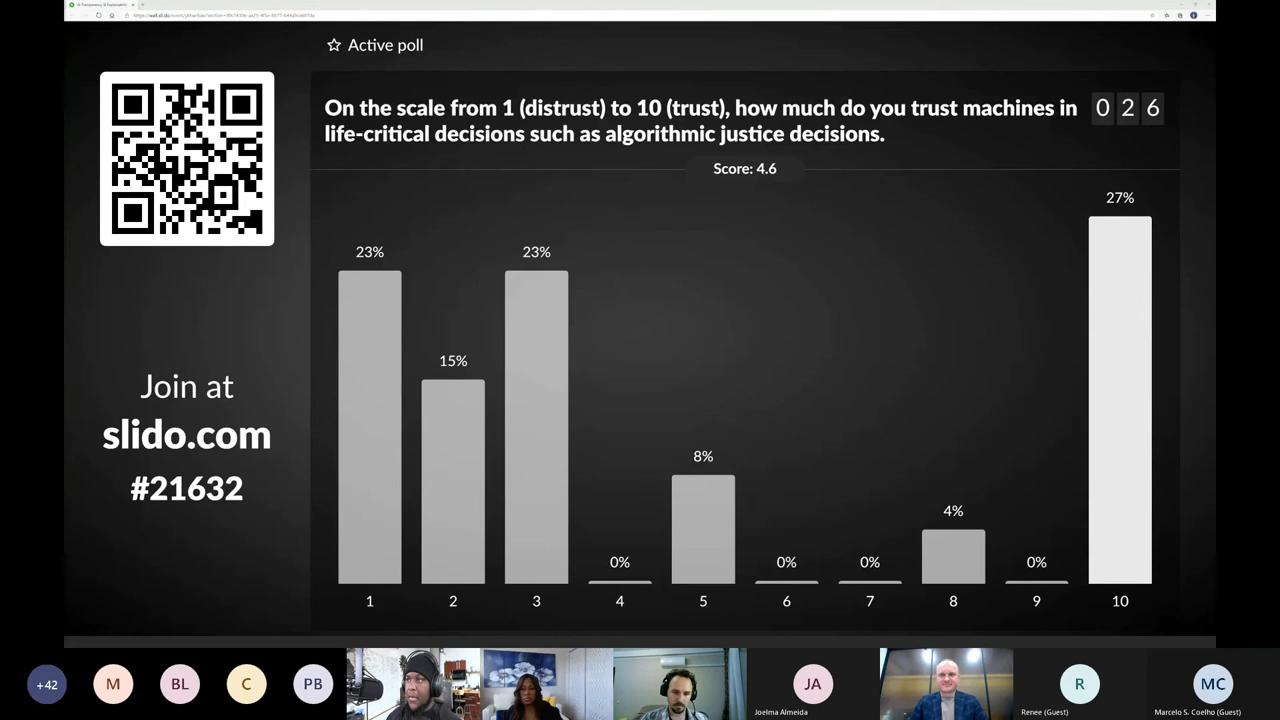 Active poll
On the scale from 1 (distrust) to 10 (trust), how much do you trust machines in
life-critical decisions such as algorithmic justice decisions.
026
Score: 4.6
23%
15%
23%
0%
8%
0%
0%
4%
0%
27%
1
2
3
4
5
6
7
8
9
10
Join at
slido.com
#21632
+42
M
BL
C
PB
JA
R
MC
Joelma Almeida
Renee (Guest)
Marcelo S. Coelho (Guest)